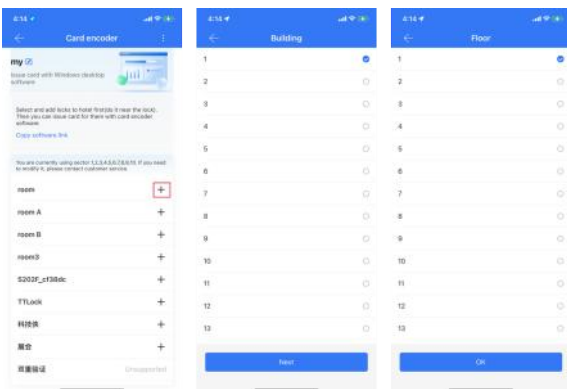 4:14
Card encoder
my
Issue card with Windows desktop
software
Select and add locks to hotel first(do it near the lock).
Then you can issue card for them with card encoder
software
Copy software link
You are currently using sector 1,2,3,4,5,6,7,8,9,10. If you need
to modify it, please contact customer service.
room
room A
room B
room3
S202F_cf38dc
TTLock
科技侠
展会
双重验证 Unsupported
4:14
Building
1
2
3
4
5
6
7
8
9
10
11
12
13
Next
4:14
Floor
1
2
3
4
5
6
7
8
9
10
11
12
13
OK